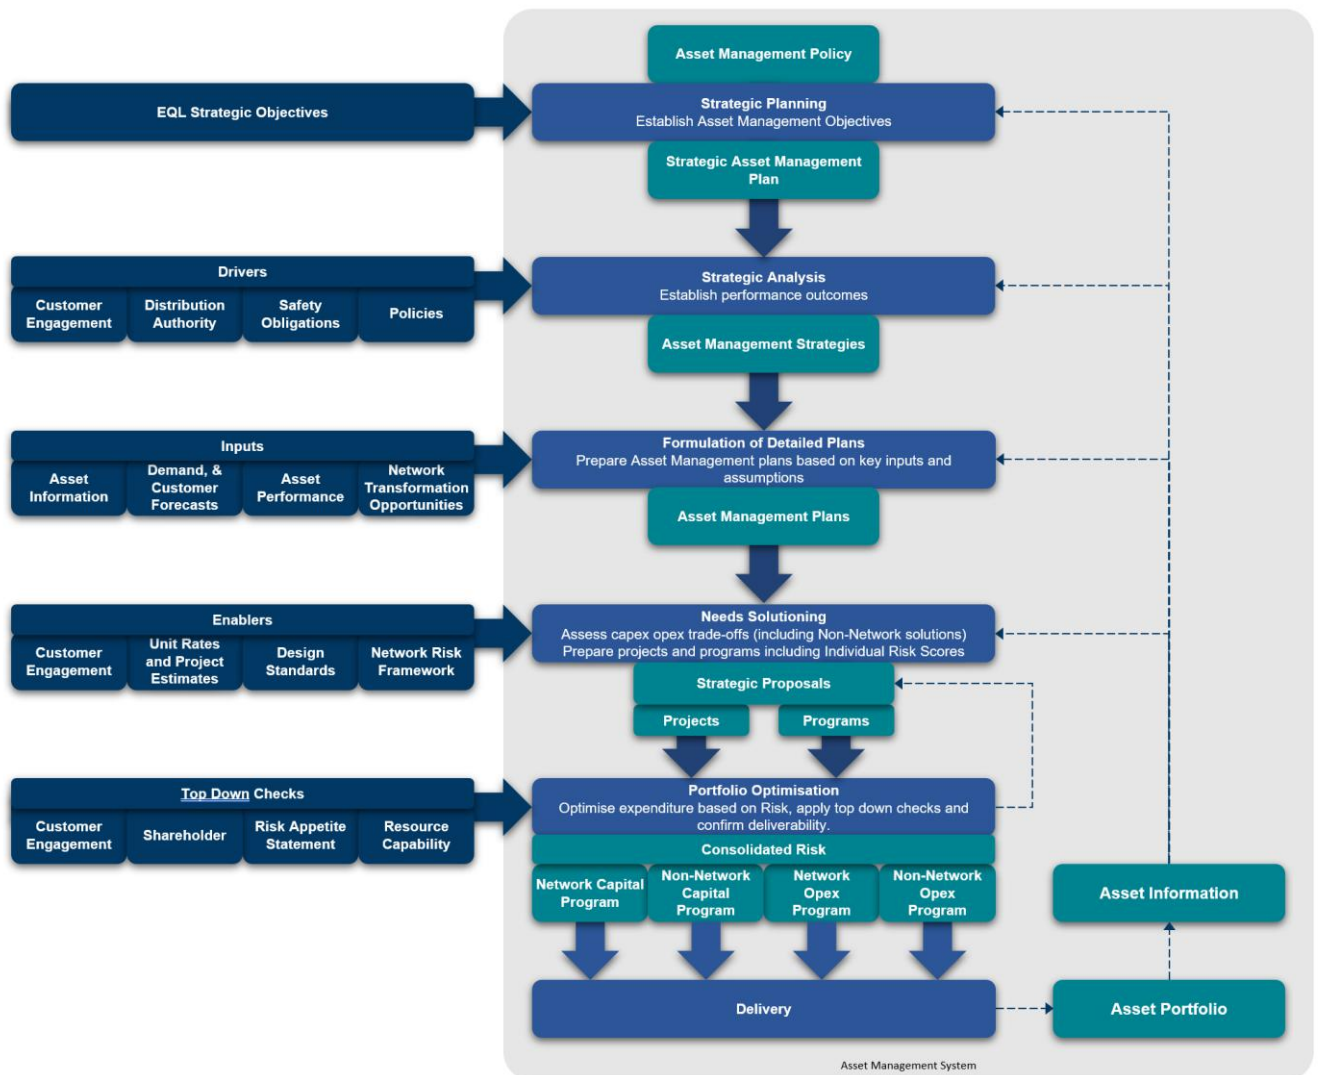 Asset Management Policy
EQL Strategic Objectives
Strategic Planning
Establish Asset Management Objectives
Strategic Asset Management
Plan
Drivers
Customer
Engagement
Distribution
Authority
Safety
Obligations
Policies
Strategic Analysis
Establish performance outcomes
Asset Management Strategies
Inputs
Asset
Information
Demand, &
Customer
Forecasts
Asset
Performance
Network
Transformation
Opportunities
Formulation of Detailed Plans
Prepare Asset Management plans based on key inputs and
assumptions
Asset Management Plans
Enablers
Customer
Engagement
Unit Rates
and Project
Estimates
Design
Standards
Network Risk
Framework
Needs Solutioning
Assess capex opex trade-offs (including Non-Network solutions)
Prepare projects and programs including Individual Risk Scores
Strategic Proposals
Projects
Programs
Top Down Checks
Customer
Engagement
Shareholder
Risk Appetite
Statement
Resource
Capability
Portfolio Optimisation
Optimise expenditure based on Risk, apply top down checks and
confirm deliverability.
Consolidated Risk
Network Capital
Program
Non-Network
Capital
Program
Network
Opex
Program
Non-Network
Opex
Program
Asset Information
Delivery
Asset Portfolio
Asset Management System